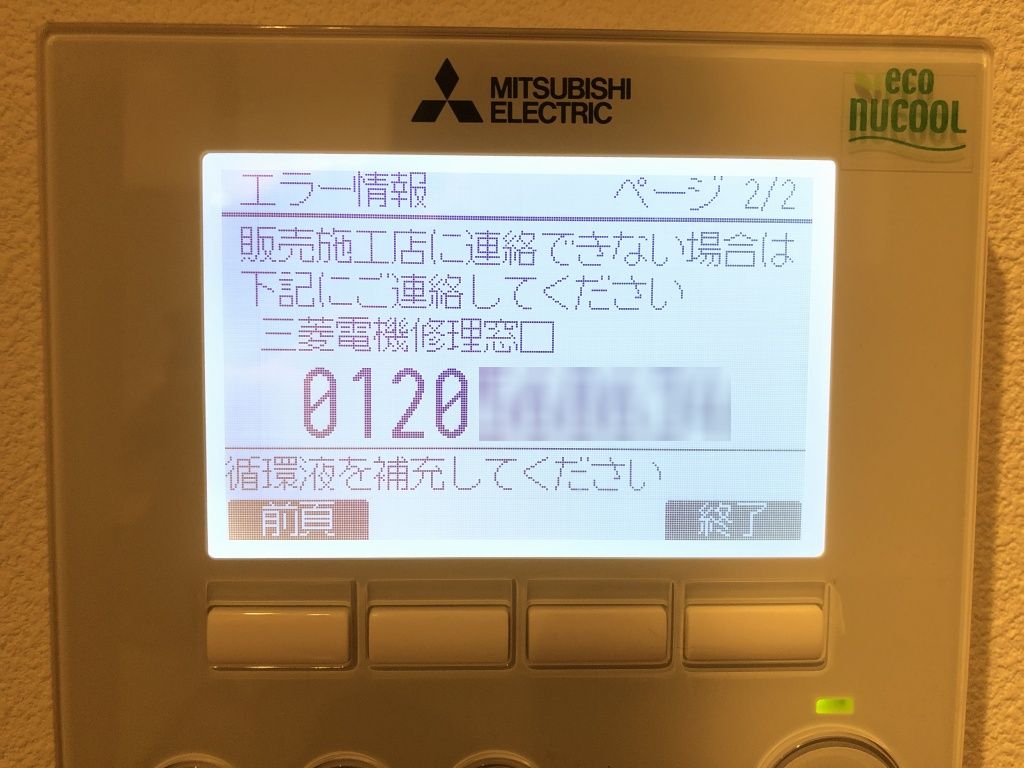 MITSUBISHI
ELECTRIC
eco
nucool
エラー情報 ページ 2/2
販売施工店に連絡できない場合は
下記にご連絡してください
三菱電機修理窓口
0120
循環液を補充してください
前頁 終了